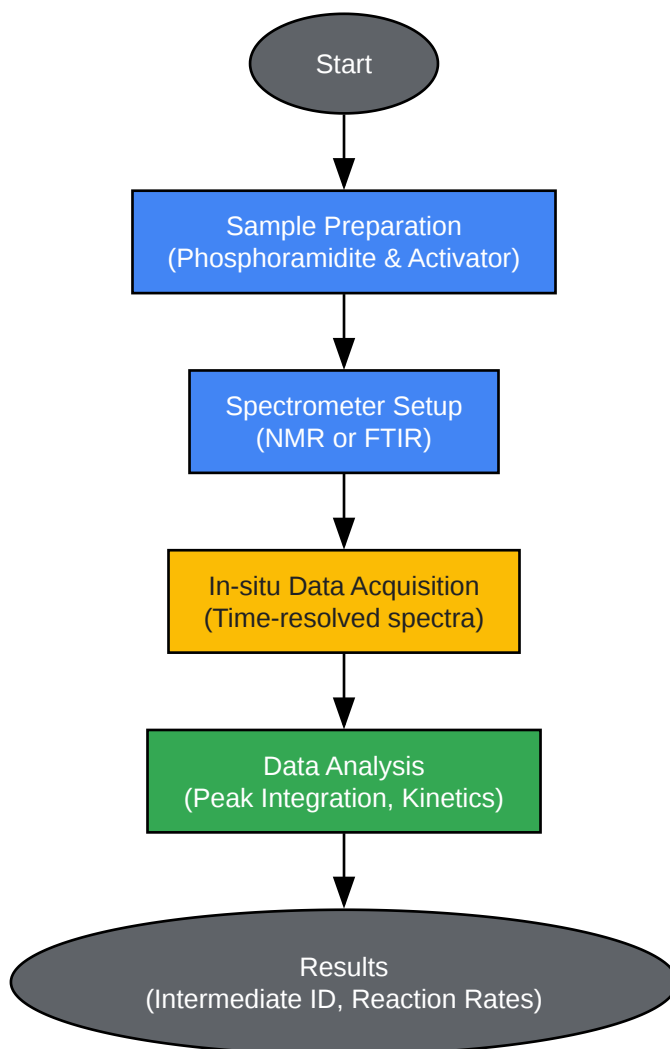 Start
Sample Preparation
(Phosphoramidite & Activator)
Spectrometer Setup
(NMR or FTIR)
In-situ Data Acquisition
(Time-resolved spectra)
Data Analysis
(Peak Integration, Kinetics)
Results
(Intermediate ID, Reaction Rates)